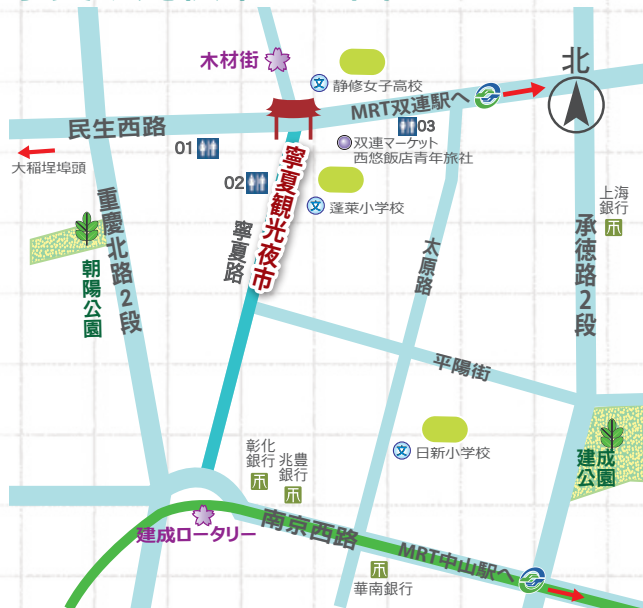 木材街
静修女子高校
北
MRT双連駅へ
民生西路
03
01
双連マーケット
西悠飯店青年旅社
大稲埕埠頭
02
寧夏観光夜市
蓬莱小学校
重慶北路2段
寧夏路
太原路
上海
銀行
承徳路2段
朝陽公園
平陽街
彰化
銀行
兆豊
銀行
文
日新小学校
建成
公園
建成ロータリー
南京西路
MRT中山駅へ
華南銀行